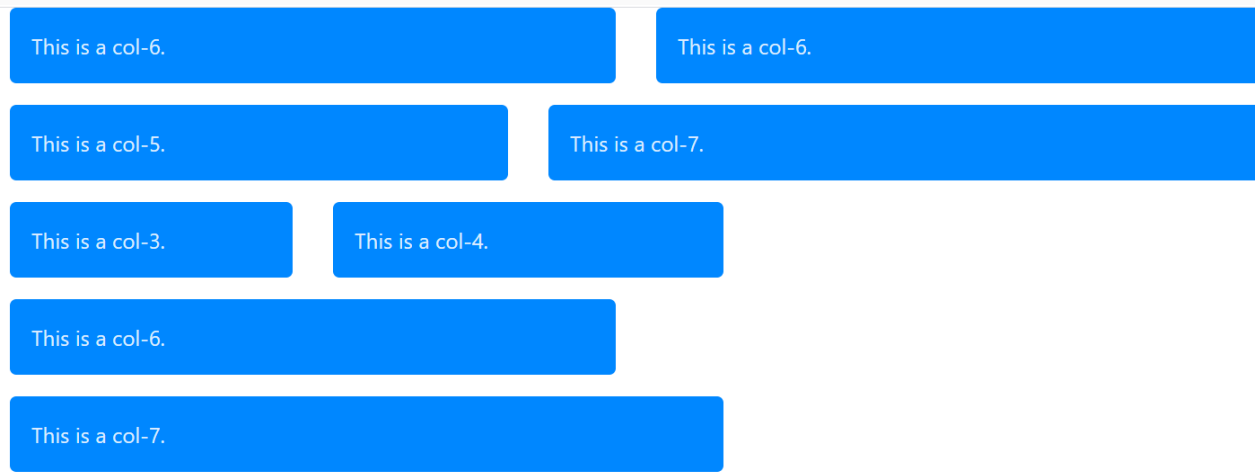 This is a col-6. This is a col-6.
This is a col-5. This is a col-7.
This is a col-3. This is a col-4.
This is a col-6.
This is a col-7.